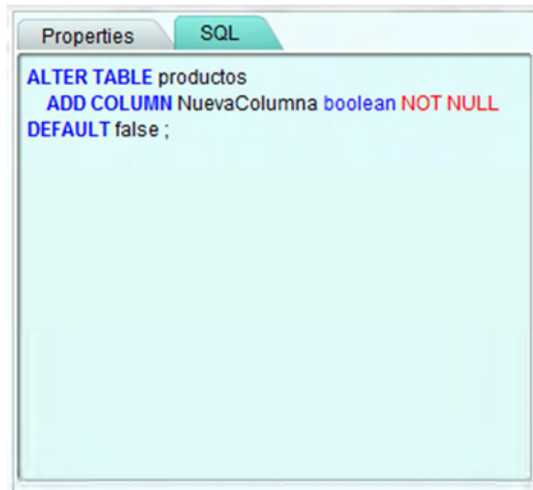 Properties SQL
ALTER TABLE productos
ADD COLUMN NuevaColumna boolean NOT NULL
DEFAULT false ;